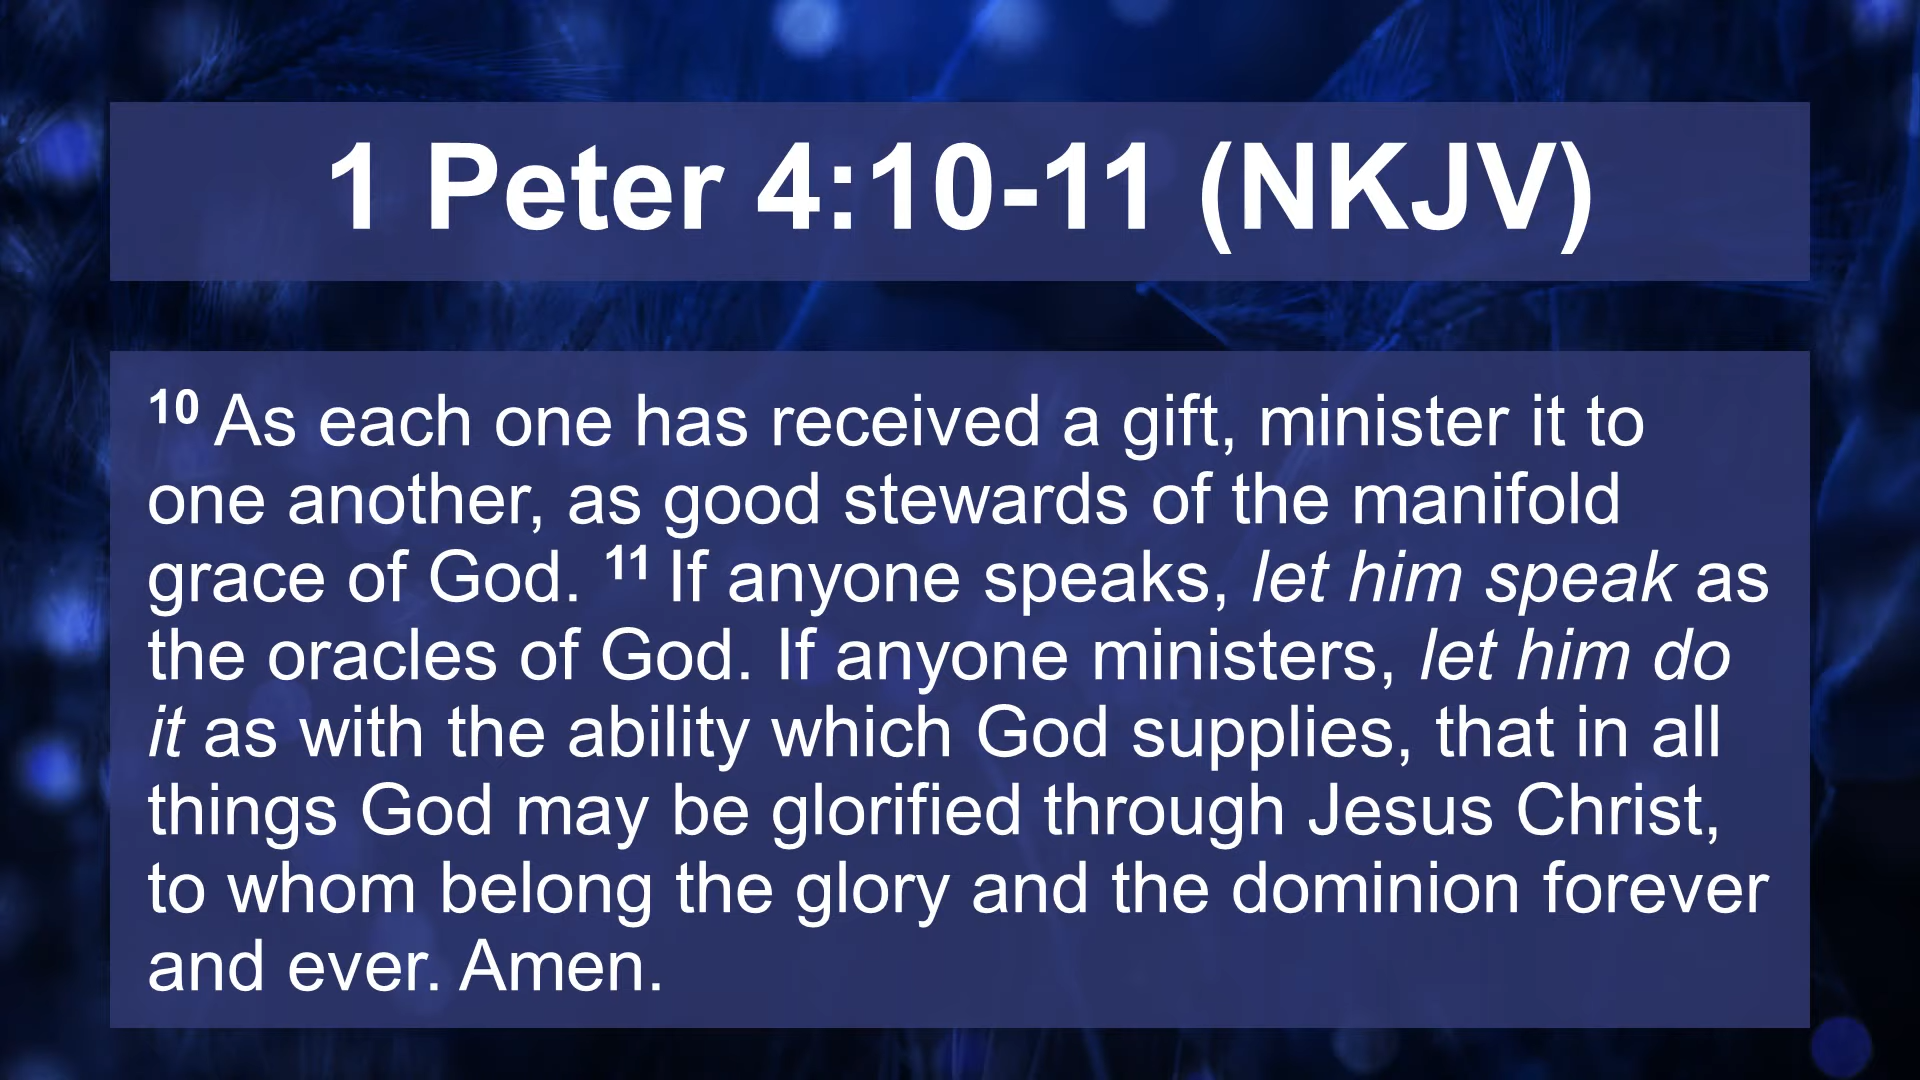 1 Peter 4:10-11 (NKJV)
10 As each one has received a gift, minister it to
one another, as good stewards of the manifold
grace of God. 11 If anyone speaks, let him speak as
the oracles of God. If anyone ministers, let him do
it as with the ability which God supplies, that in all
things God may be glorified through Jesus Christ,
to whom belong the glory and the dominion forever
and ever. Amen.